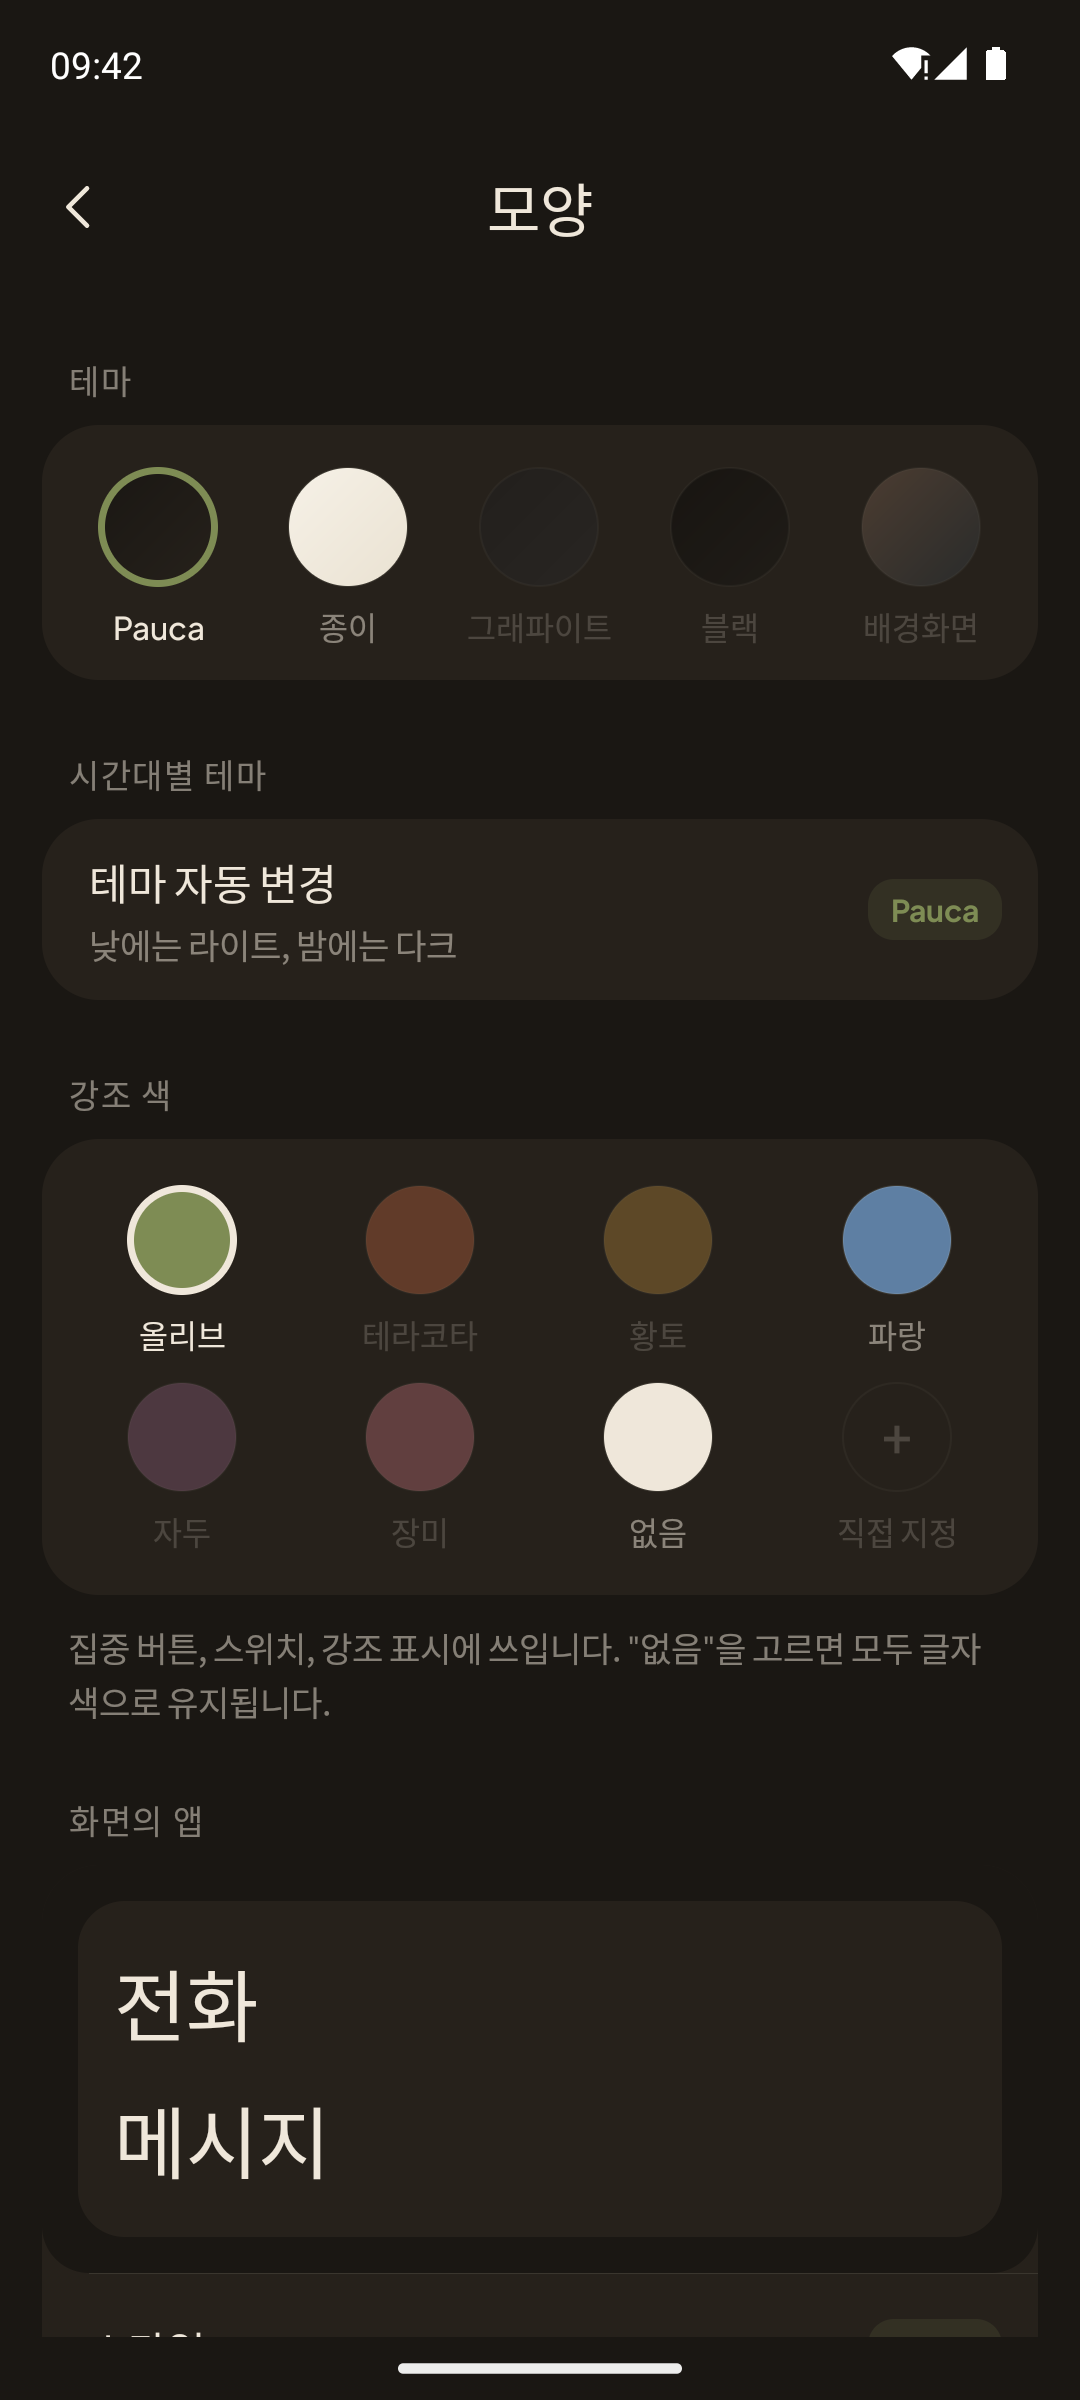 09:42
모양
테마
Pauca
종이
그래파이트
블랙
배경화면
시간대별 테마
테마 자동 변경
Pauca
낮에는 라이트, 밤에는 다크
강조 색
올리브
테라코타
황토
파랑
자두
장미
없음
+
직접 지정
집중 버튼, 스위치, 강조 표시에 쓰입니다. "없음"을 고르면 모두 글자
색으로 유지됩니다.
화면의 앱
전화
메시지